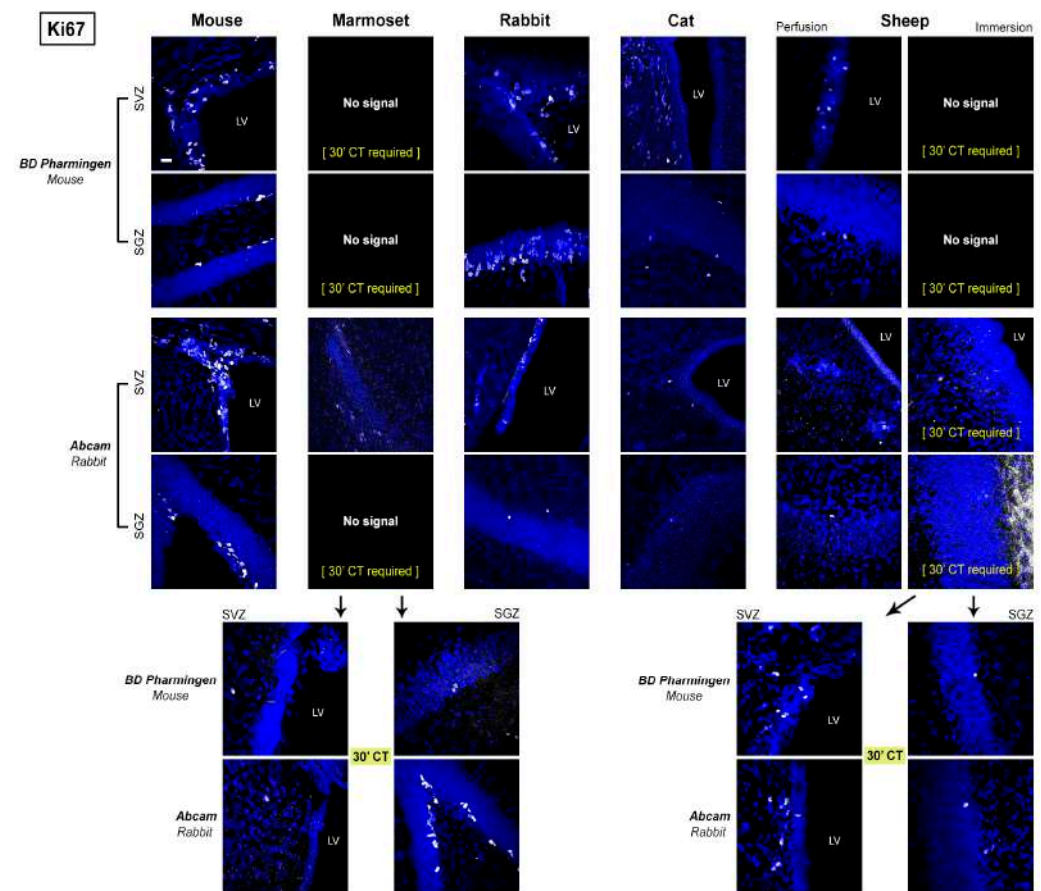 Ki67
Mouse Marmoset Rabbit Cat Sheep
Perfusion Immersion
BD Pharmingen
Mouse
SVZ
LV
No signal
[ 30' CT required ]
LV
LV
LV
No signal
[ 30' CT required ]
SGZ
No signal
[ 30' CT required ]
No signal
[ 30' CT required ]
Abcam
Rabbit
SVZ
LV
LV
LV
LV
LV
[ 30' CT required ]
SGZ
No signal
[ 30' CT required ]
[ 30' CT required ]
SVZ SGZ
BD Pharmingen
Mouse
LV
30' CT
Abcam
Rabbit
LV
SVZ SGZ
BD Pharmingen
Mouse
LV
30' CT
Abcam
Rabbit
LV